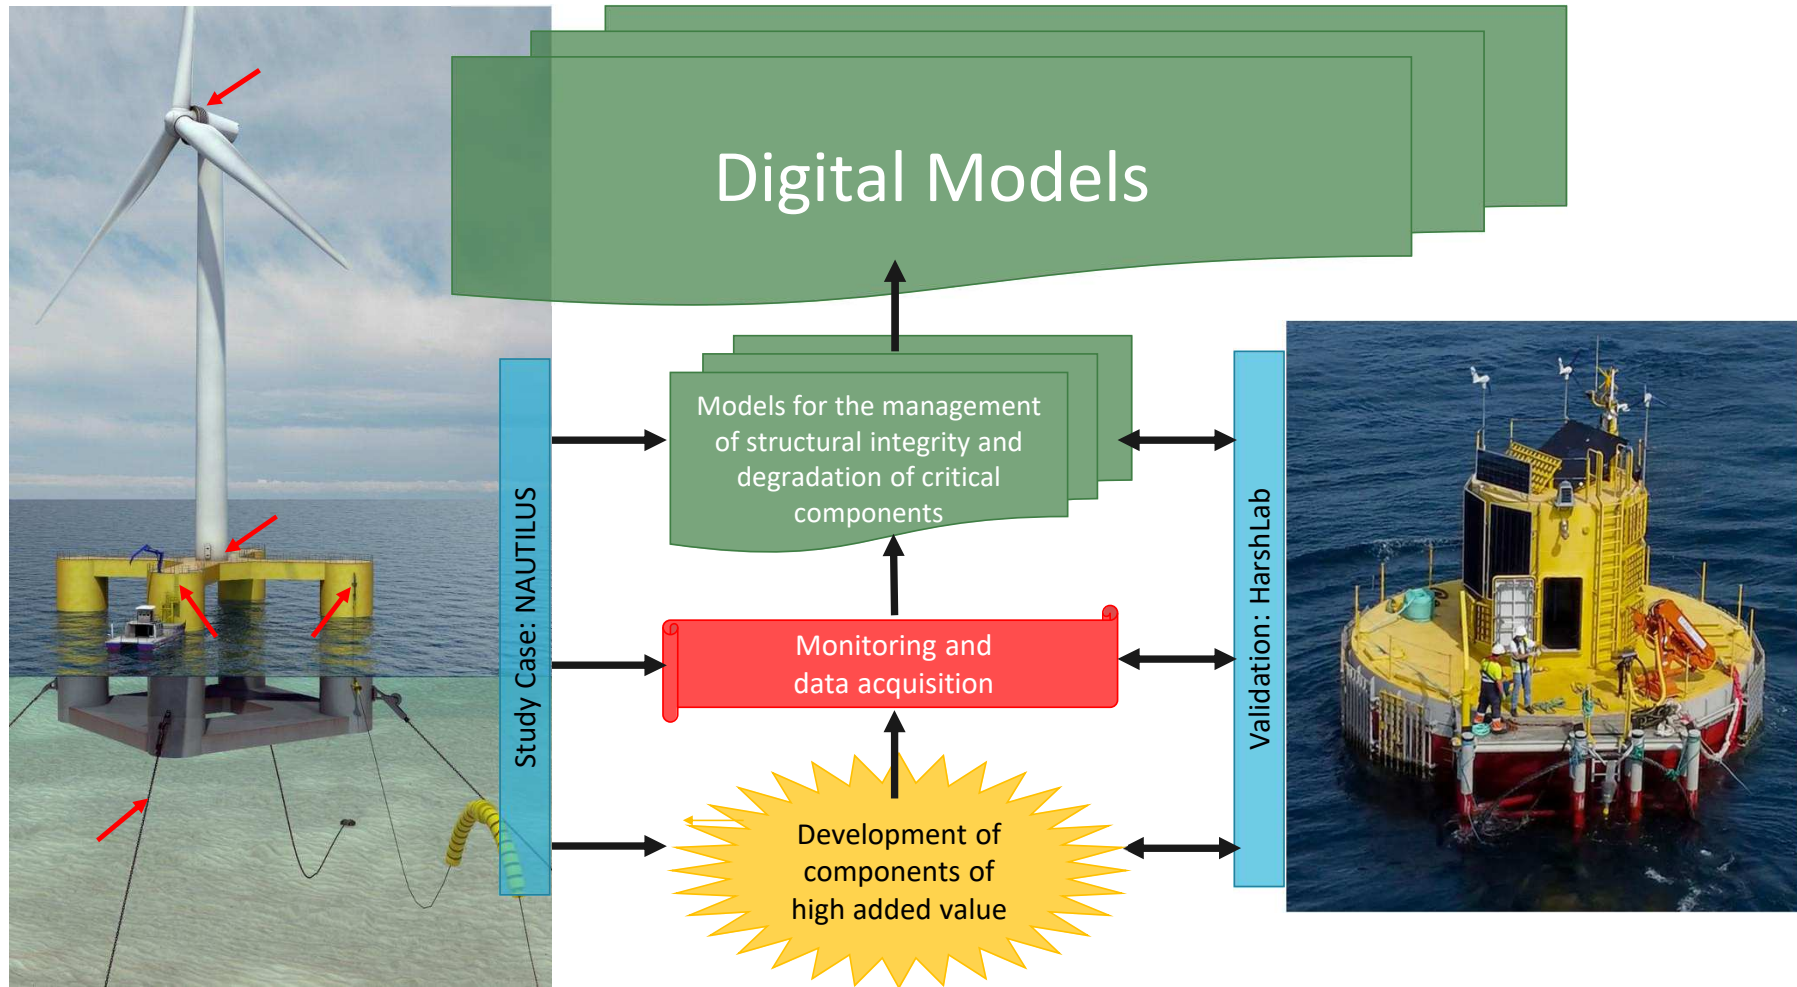 Digital Models
Models for the management
of structural integrity and
degradation of critical
components
Study Case: NAUTILUS
Validation: HarshLab
Monitoring and
data acquisition
Development of
components of
high added value